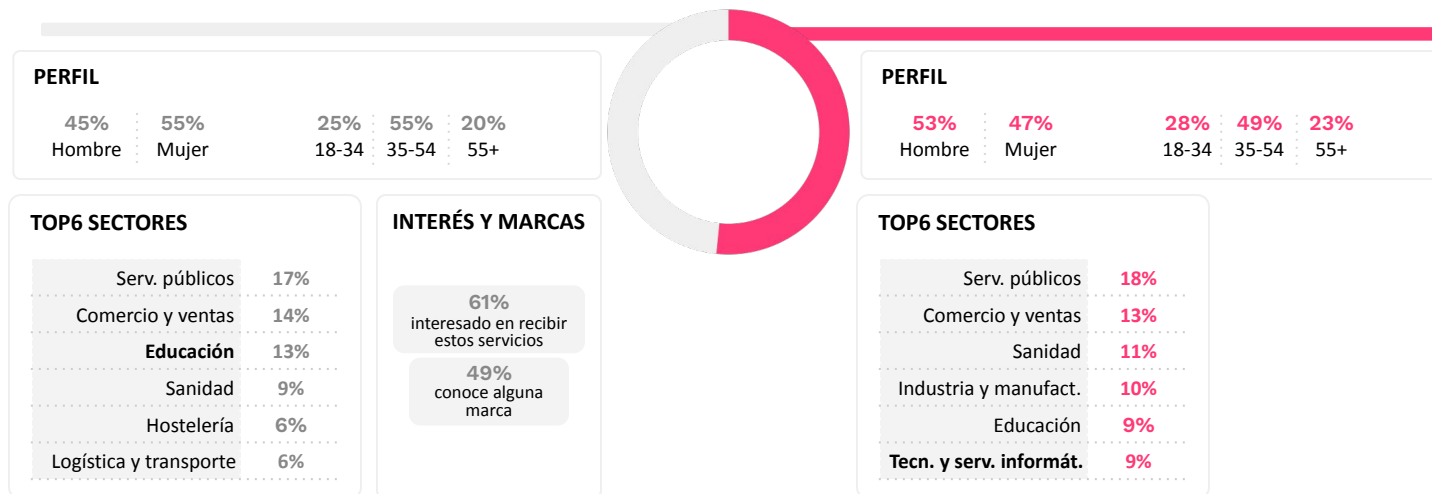 PERFIL
45% 55% 25% 55% 20%
Hombre Mujer 18-34 35-54 55+
TOP6 SECTORES
Serv. públicos 17%
Comercio y ventas 14%
Educación 13%
Sanidad 9%
Hostelería 6%
Logística y transporte 6%
INTERÉS Y MARCAS
61%
interesado en recibir
estos servicios
49%
conoce alguna
marca
PERFIL
53% 47% 28% 49% 23%
Hombre Mujer 18-34 35-54 55+
TOP6 SECTORES
Serv. públicos 18%
Comercio y ventas 13%
Sanidad 11%
Industria y manufact. 10%
Educación 9%
Tecn. y serv. informát. 9%